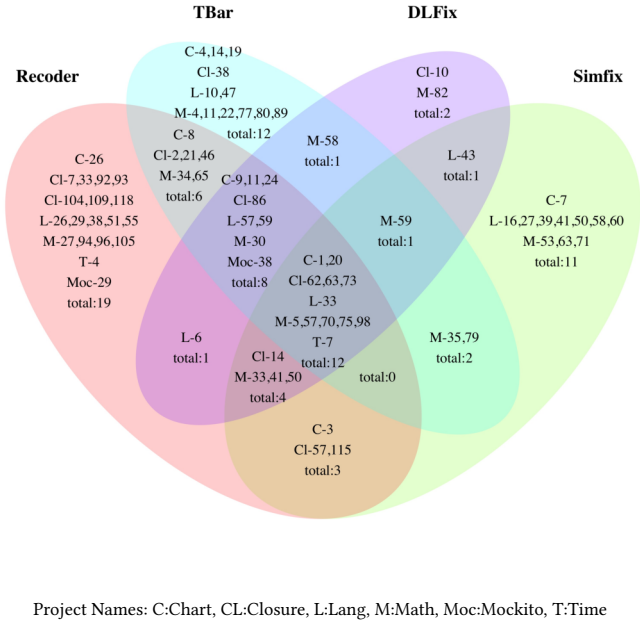 TBar
DLFix
Recoder
Simfix
C-4,14,19
Cl-38
L-10,47
M-4,11,22,77,80,89
total:12
Cl-10
M-82
total:2
C-8
Cl-2,21,46
M-34,65
total:6
M-58
total:1
L-43
total:1
C-26
Cl-7,33,92,93
Cl-104,109,118
L-26,29,38,51,55
M-27,94,96,105
T-4
Moc-29
total:19
C-9,11,24
Cl-86
L-57,59
M-30
Moc-38
total:8
M-59
total:1
C-7
L-16,27,39,41,50,58,60
M-53,63,71
total:11
C-1,20
Cl-62,63,73
L-33
M-5,57,70,75,98
T-7
total:12
L-6
total:1
Cl-14
M-33,41,50
total:4
total:0
M-35,79
total:2
C-3
Cl-57,115
total:3
Project Names: C:Chart, CL:Closure, L:Lang, M:Math, Moc:Mockito, T:Time